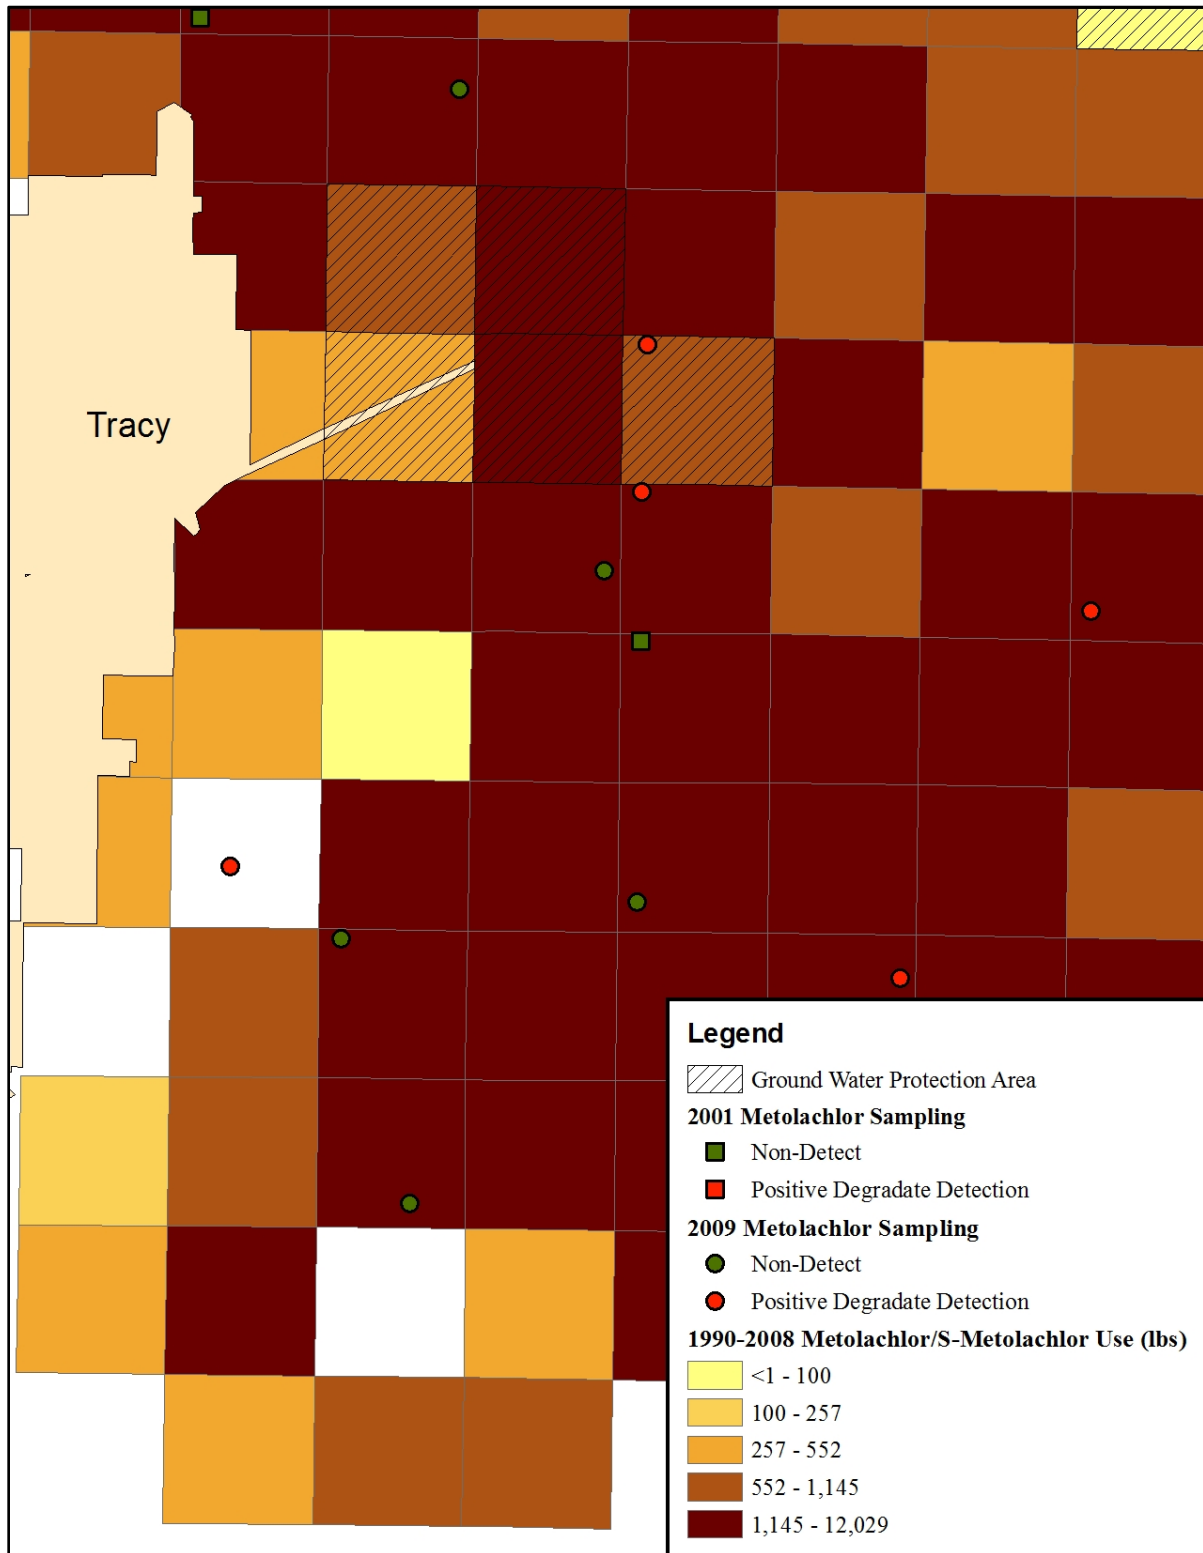 Tracy
Legend
Ground Water Protection Area
2001 Metolachlor Sampling
Non-Detect
Positive Degradate Detection
2009 Metolachlor Sampling
Non-Detect
Positive Degradate Detection
1990-2008 Metolachlor/S-Metolachlor Use (lbs)
<1 - 100
100 - 257
257 - 552
552 - 1,145
1,145 - 12,029